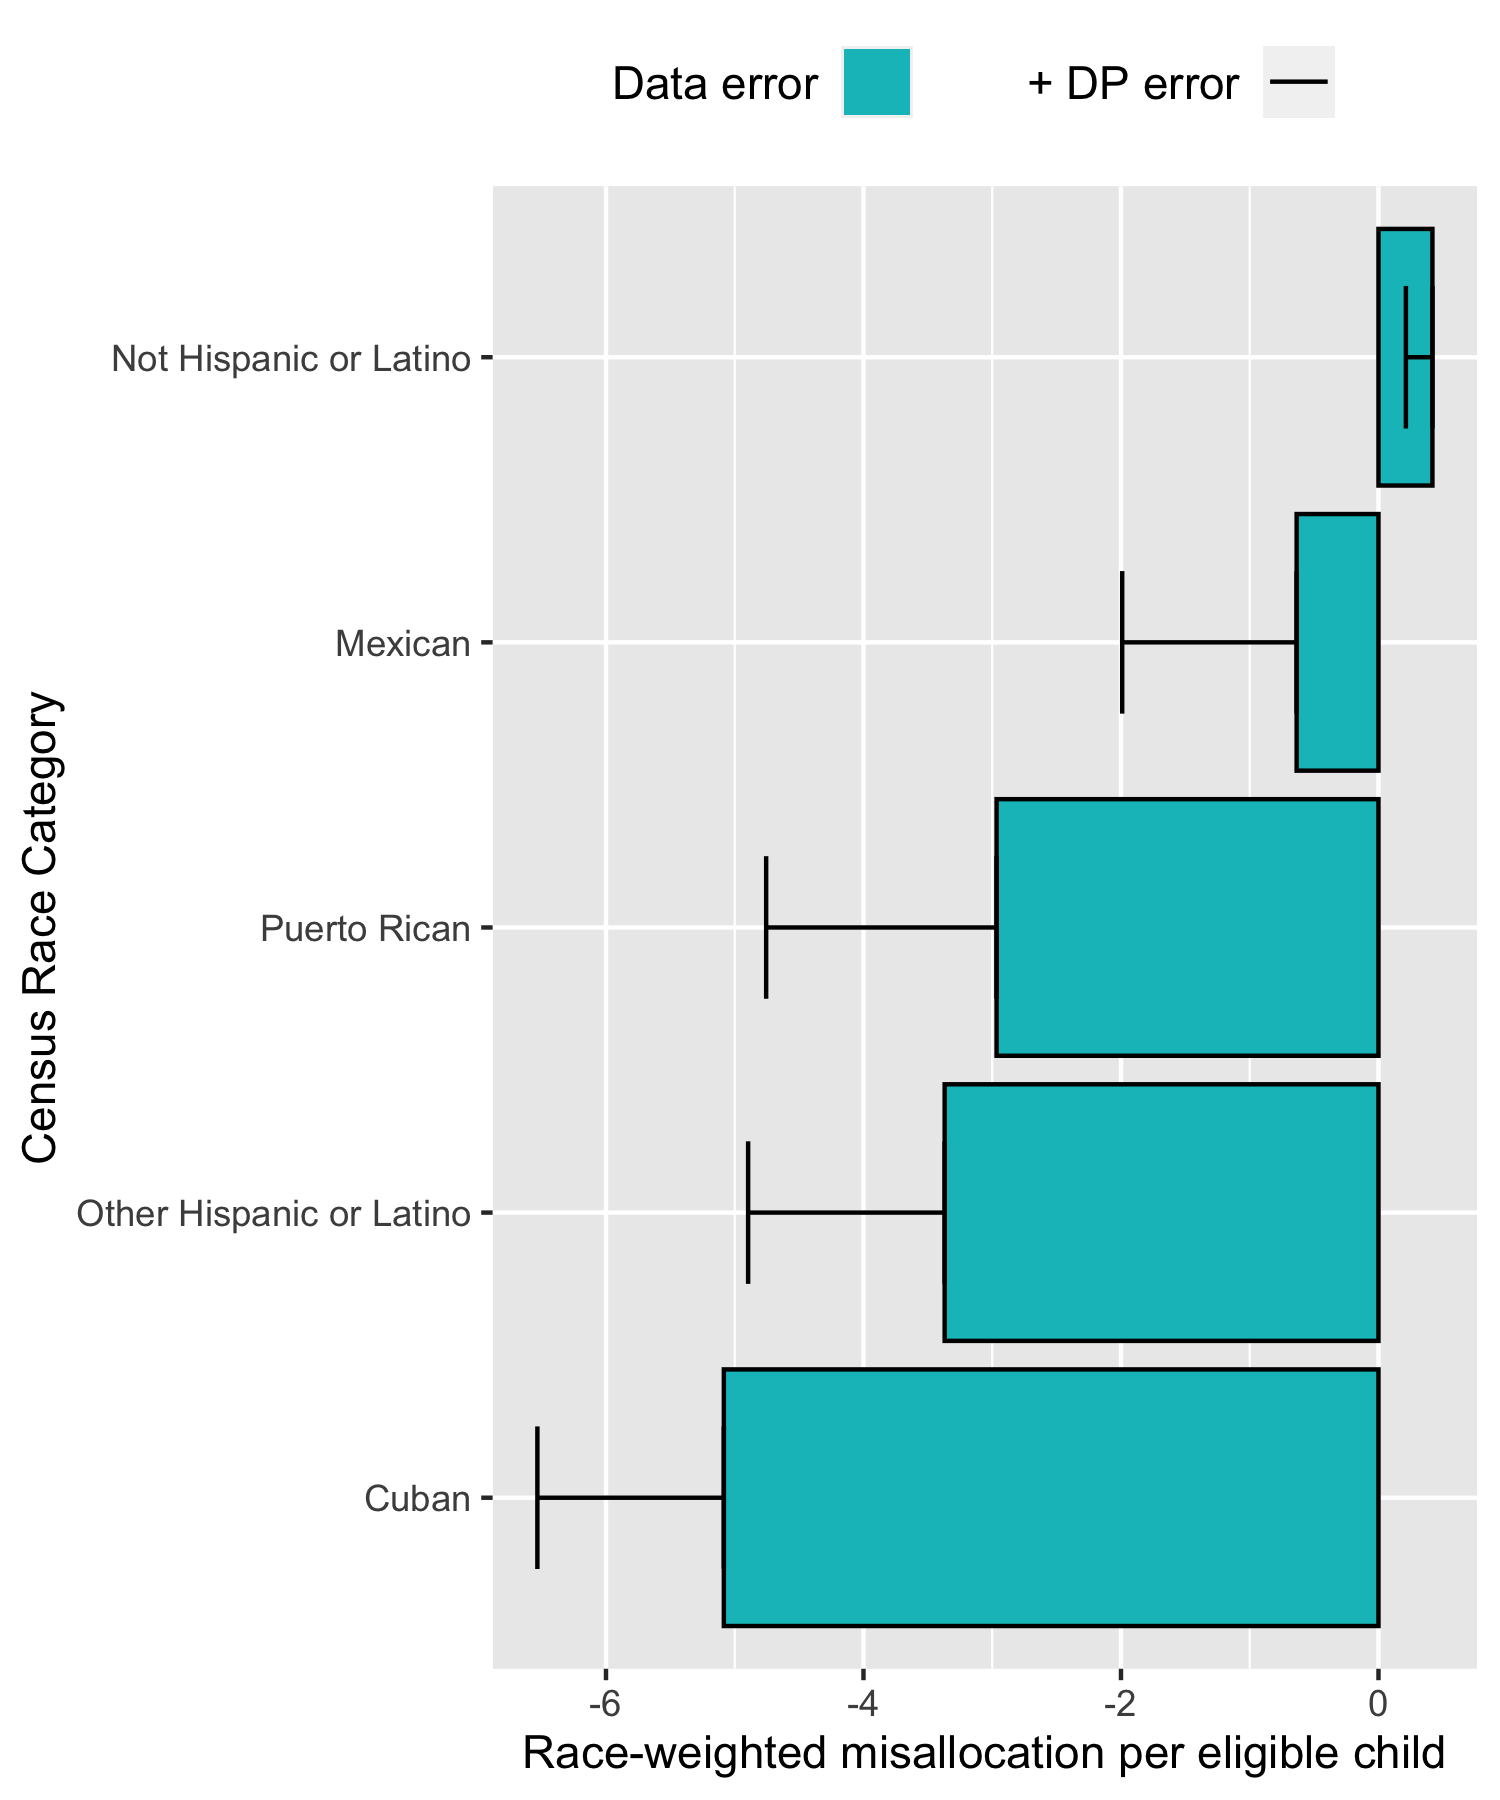 Data error + DP error
Not Hispanic or Latino
Mexican
Puerto Rican
Other Hispanic or Latino
Cuban
Census Race Category
-6 -4 -2 0
Race-weighted misallocation per eligible child